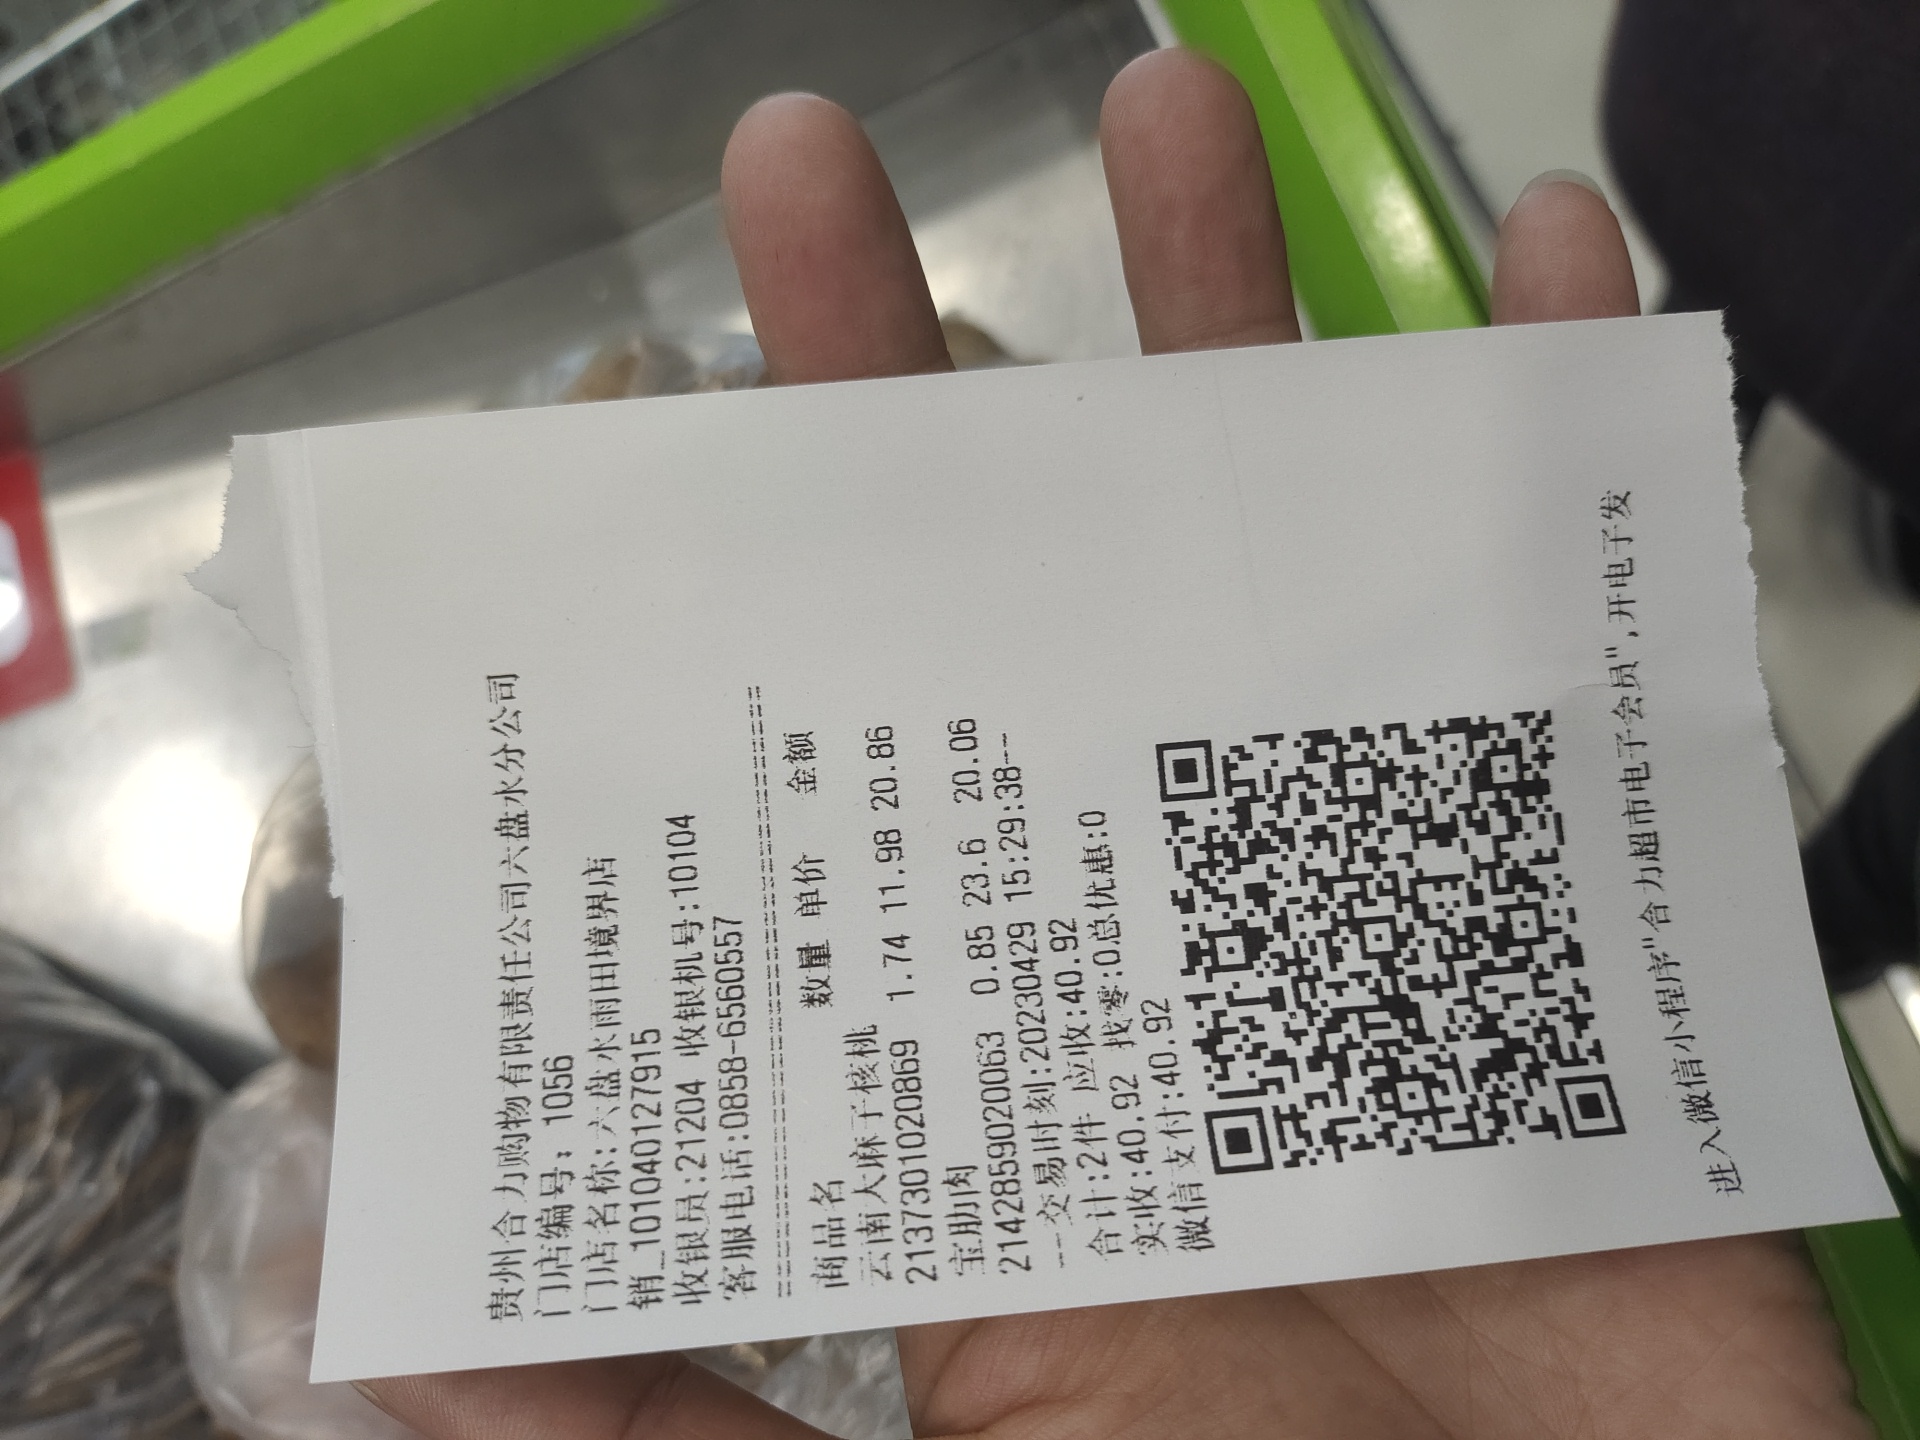 贵州合力购物有限责任公司六盘水分公司
门店编号: 1056
门店名称:六盘水雨田境界店
销_1010401127915
收银员:21204 收银机号:10104
客服电话:0858-6560557
商品名 数量 单价 金额
云南大麻子核桃
2137301020869 1.74 11.98 20.86
宝肋肉
2142859020063 0.85 23.6 20.06
---交易时刻:20230429 15:29:38---
合计:2件 应收:40.92
实收:40.92 找零:0总优惠:0
微信支付:40.92
进入微信小程序"合力超市电子会员",开电子发